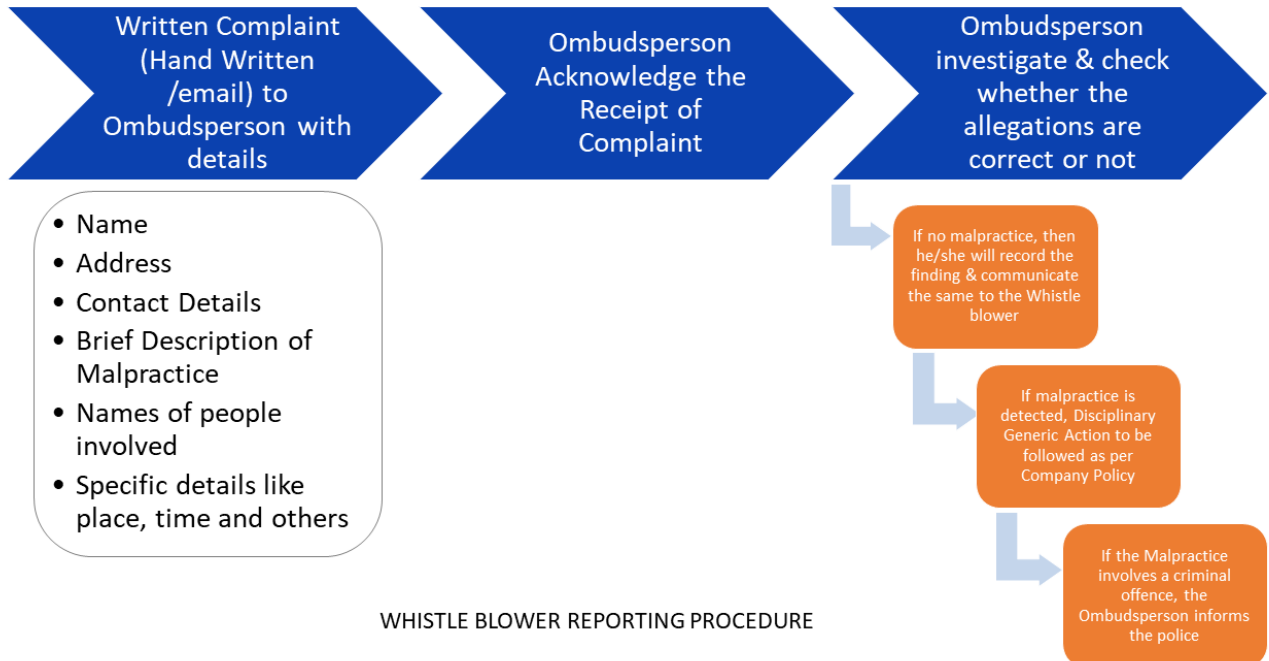 Written Complaint
(Hand Written
/email) to
Ombudsperson with
details
Ombudsperson
Acknowledge the
Receipt of
Complaint
Ombudsperson
investigate & check
whether the
allegations are
correct or not
• Name
• Address
• Contact Details
• Brief Description of
Malpractice
• Names of people
involved
• Specific details like
place, time and others
If no malpractice, then
he/she will record the
finding & communicate
the same to the Whistle
blower
If malpractice is
detected, Disciplinary
Generic Action to be
followed as per
Company Policy
If the Malpractice
involves a criminal
offence, the
Ombudsperson informs
the police
WHISTLE BLOWER REPORTING PROCEDURE